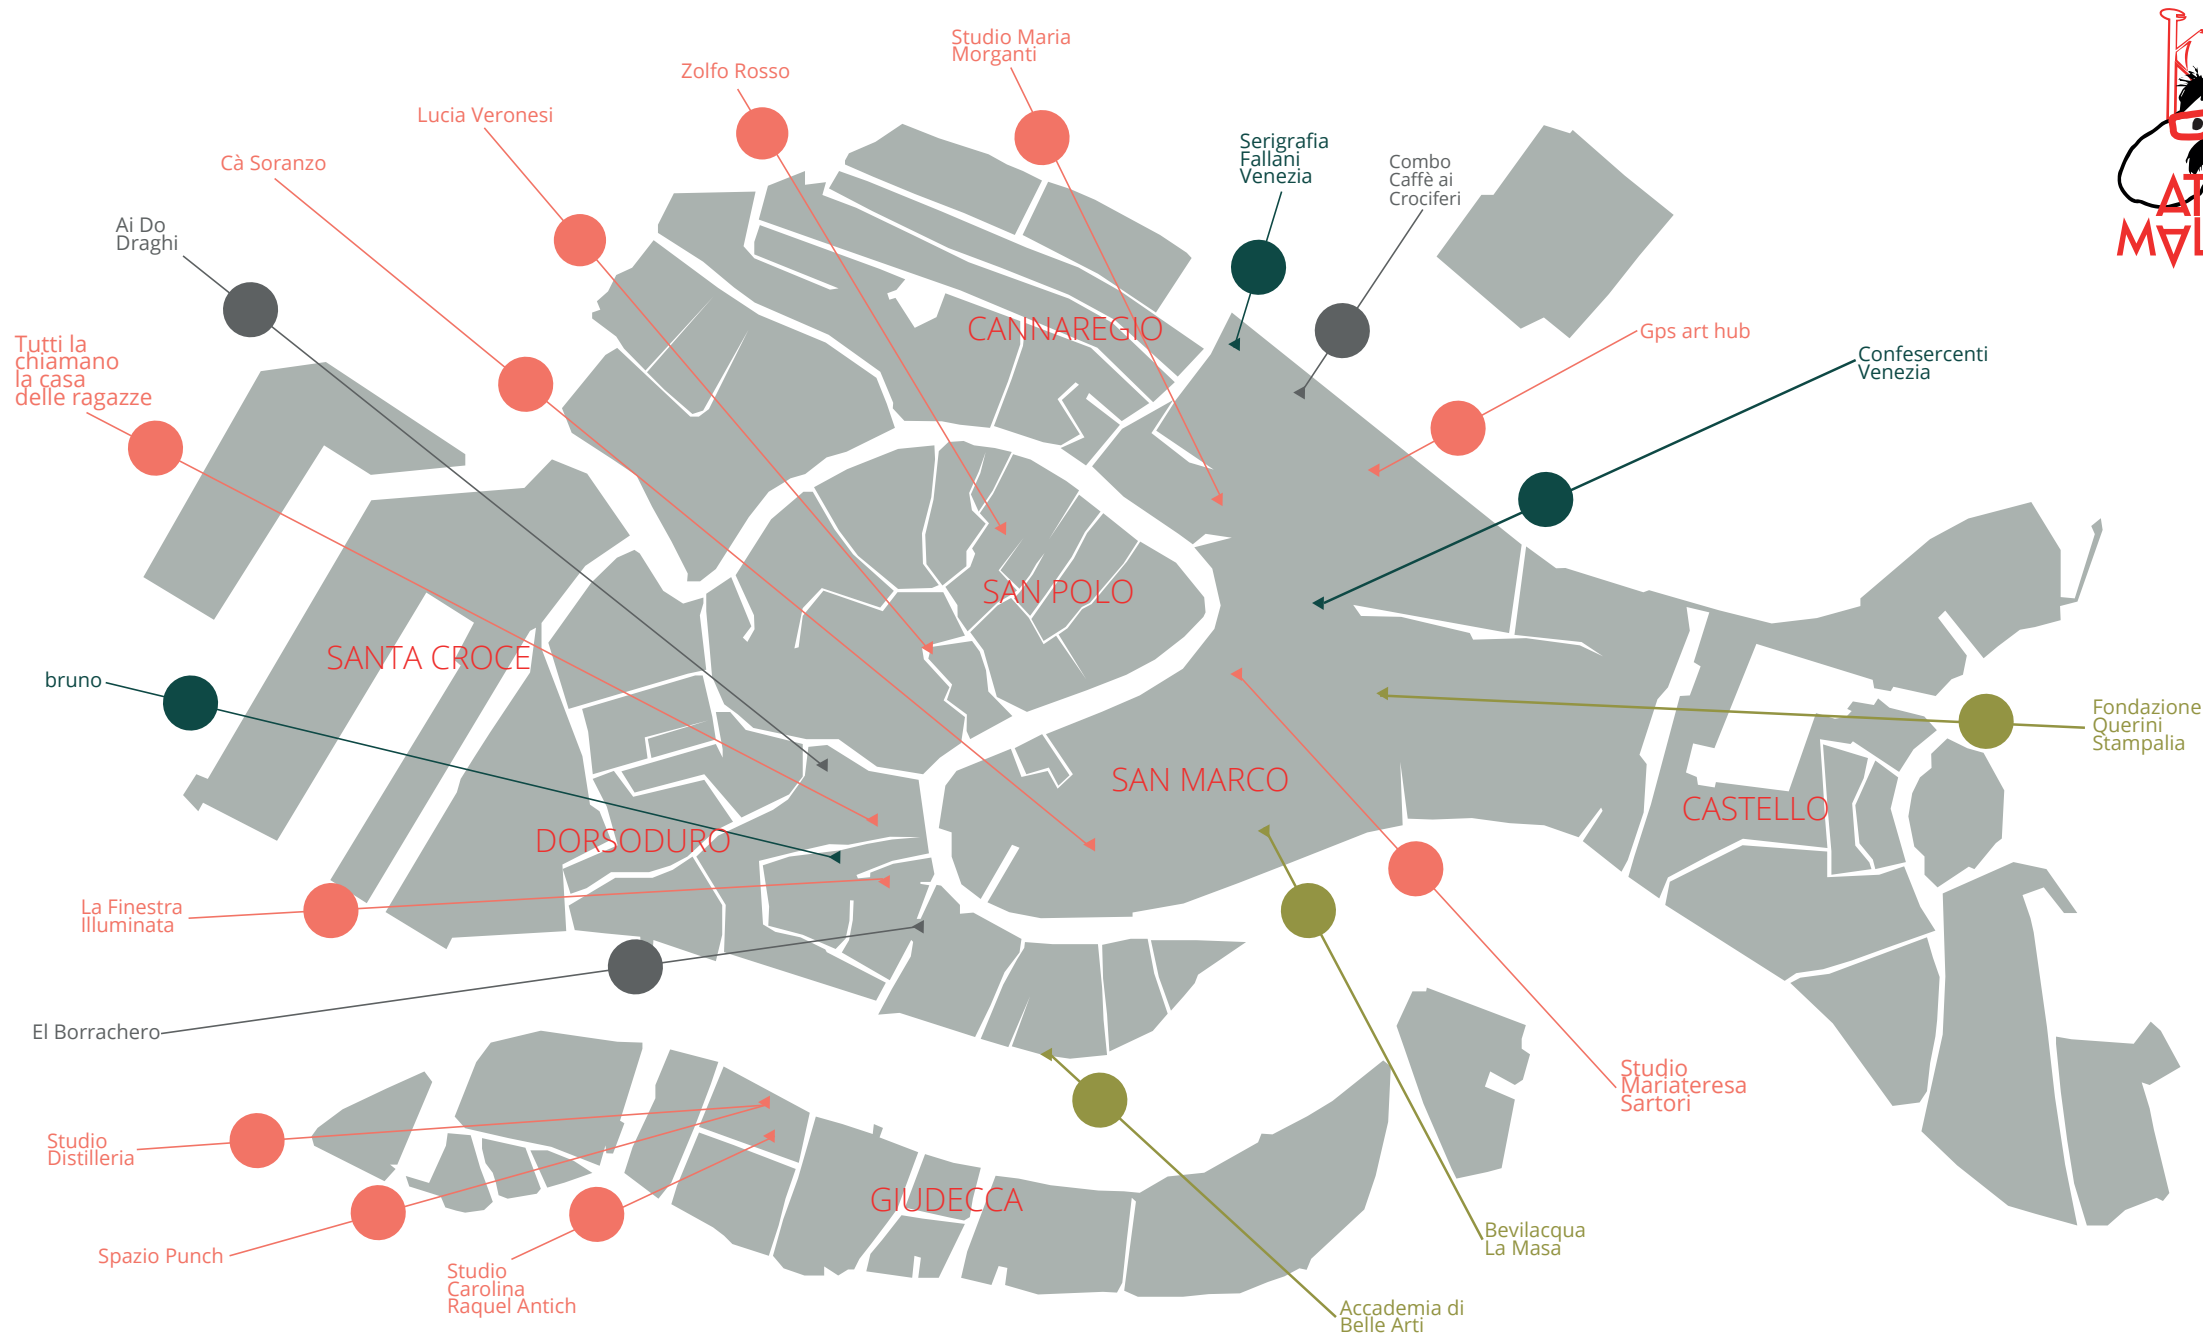 Studio Maria
Morganti
Zolfo Rosso
Lucia Veronesi
Serigrafia
Fallani
Venezia
Combo
Caffè ai
Crociferi
Cà Soranzo
Ai Do
Draghi
CANNAREGIO
Gps art hub
Tutti la
chiamano
la casa
delle ragazze
Confesercenti
Venezia
SAN POLO
SANTA CROCE
bruno
Fondazione
Querini
Stampalia
SAN MARCO
CASTELLO
DORSODURO
La Finestra
Illuminata
El Borrachero
Studio
Mariateresa
Sartori
Studio
Distilleria
GIUDECCA
Spazio Punch
Studio
Carolina
Raquel Antich
Bevilacqua
La Masa
Accademia di
Belle Arti